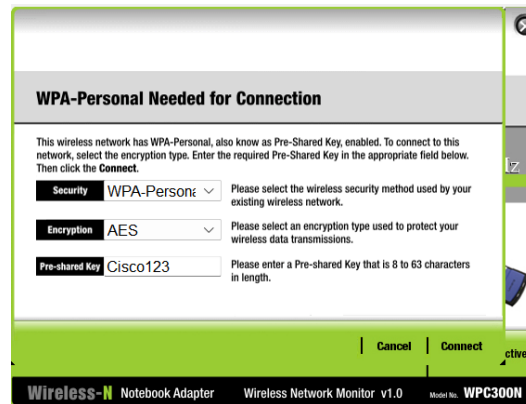 WPA-Personal Needed for Connection
This wireless network has WPA-Personal, also know as Pre-Shared Key, enabled. To connect to this
network, select the encryption type. Enter the required Pre-Shared Key in the appropriate field below.
Then click the Connect.
Security WPA-Persona Please select the wireless security method used by your
existing wireless network.
Encryption AES Please select an encryption type used to protect your
wireless data transmissions.
Pre-shared Key Cisco123 Please enter a Pre-shared Key that is 8 to 63 characters
in length.
Cancel Connect
Wireless-N Notebook Adapter Wireless Network Monitor v1.0 Model No. WPC300N